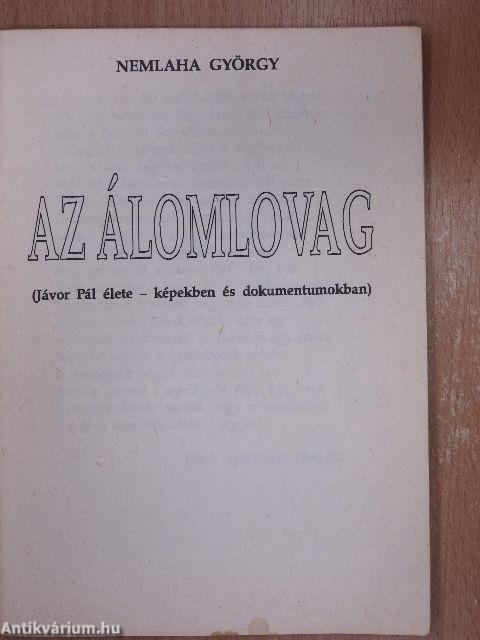 NEMLAHA GYÖRGY
AZ ÁLOMLOVAG
(Jávor Pál élete – képekben és dokumentumokban)
Antikvárium.hu